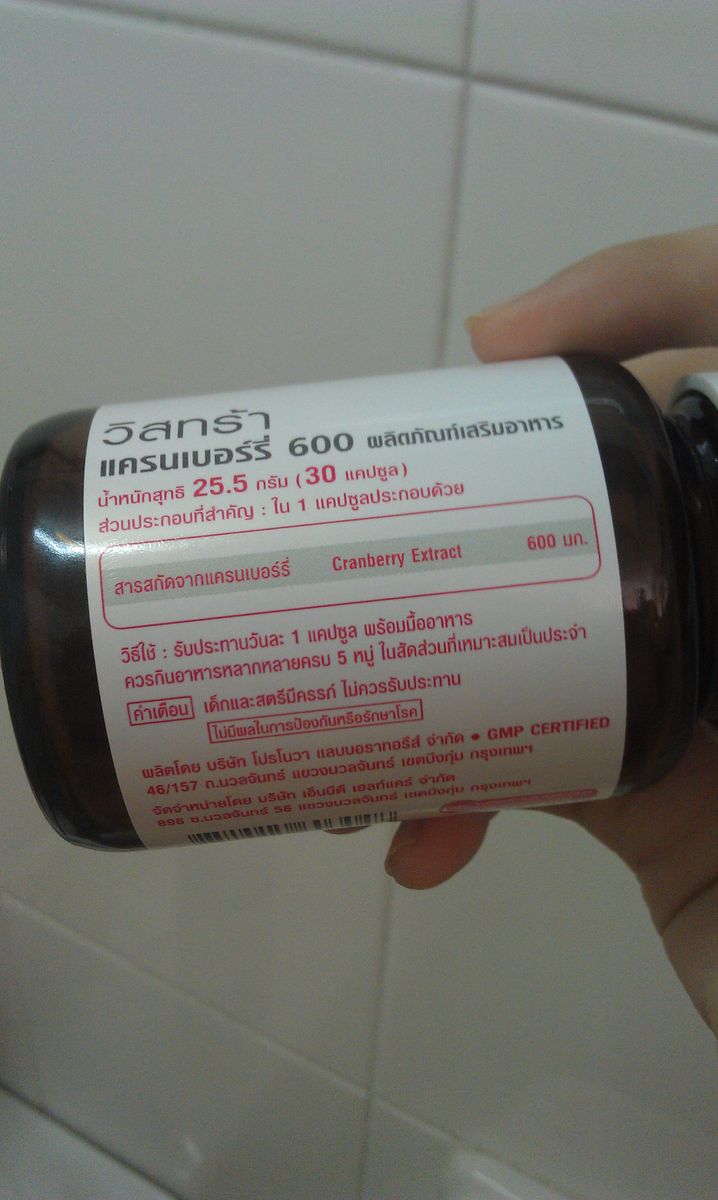 วิสทร้า
แครนเบอร์รี่ 600 ผลิตภัณฑ์เสริมอาหาร
น้ำหนักสุทธิ 25.5 กรัม (30 แคปซูล)
ส่วนประกอบที่สำคัญ : ใน 1 แคปซูลประกอบด้วย
สารสกัดจากแครนเบอร์รี่ Cranberry Extract 600 มก.
วิธีใช้ : รับประทานวันละ 1 แคปซูล พร้อมมื้ออาหาร
ควรกินอาหารหลากหลายครบ 5 หมู่ ในสัดส่วนที่เหมาะสมเป็นประจำ
คำเตือน เด็กและสตรีมีครรภ์ ไม่ควรรับประทาน
ไม่มีผลในการป้องกันหรือรักษาโรค
ผลิตโดย บริษัท โปรโนวา แลบบอราทอรีส์ จำกัด • GMP CERTIFIED
46/157 ถ.นวลจันทร์ แขวงนวลจันทร์ เขตบึงกุ่ม กรุงเทพฯ
จัดจำหน่ายโดย บริษัท เอ็นบีดี เฮลท์แคร์ จำกัด
898 ซ.นวลจันทร์ 56 แขวงนวลจันทร์ เขตบึงกุ่ม กรุงเทพฯ